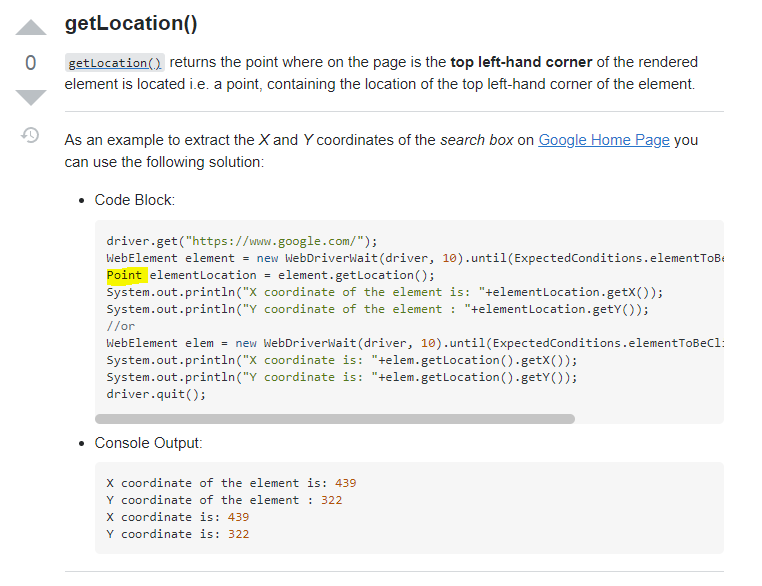 getLocation()
0
getLocation() returns the point where on the page is the top left-hand corner of the rendered
element is located i.e. a point, containing the location of the top left-hand corner of the element.
As an example to extract the X and Y coordinates of the search box on Google Home Page you
can use the following solution:
• Code Block:
driver.get("https://www.google.com/");
WebElement element = new WebDriverWait(driver, 10).until(ExpectedConditions.elementToBe
Point elementLocation = element.getLocation();
System.out.println("X coordinate of the element is: "+elementLocation.getX());
System.out.println("Y coordinate of the element : "+elementLocation.getY());
//or
WebElement elem = new WebDriverWait(driver, 10).until(ExpectedConditions.elementToBeCl
System.out.println("X coordinate is: "+elem.getLocation().getX());
System.out.println("Y coordinate is: "+elem.getLocation().getY());
driver.quit();
• Console Output:
X coordinate of the element is: 439
Y coordinate of the element : 322
X coordinate is: 439
Y coordinate is: 322